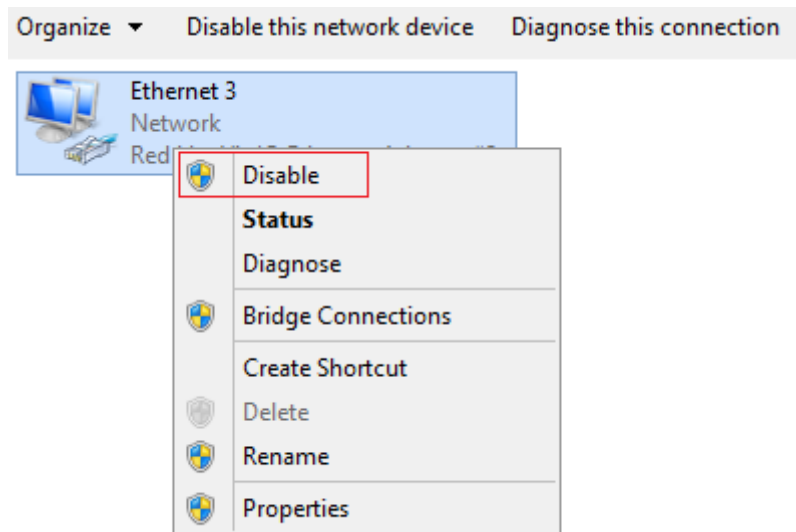 Organize Disable this network device Diagnose this connection
Ethernet 3
Network
Red
Disable
Status
Diagnose
Bridge Connections
Create Shortcut
Delete
Rename
Properties